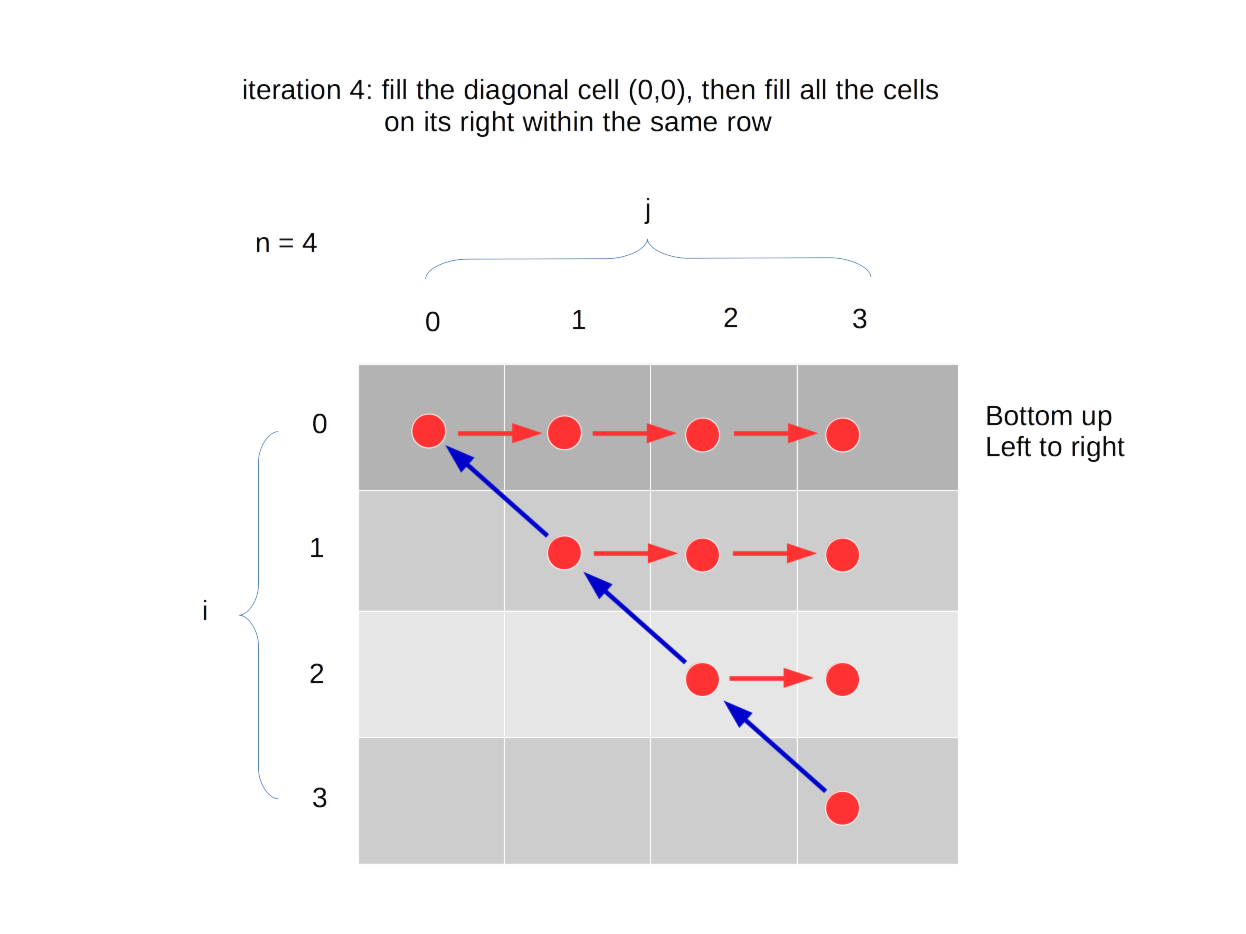 iteration 4: fill the diagonal cell (0,0), then fill all the cells
on its right within the same row
j
n = 4
0 1 2 3
0
Bottom up
Left to right
1
i
2
3